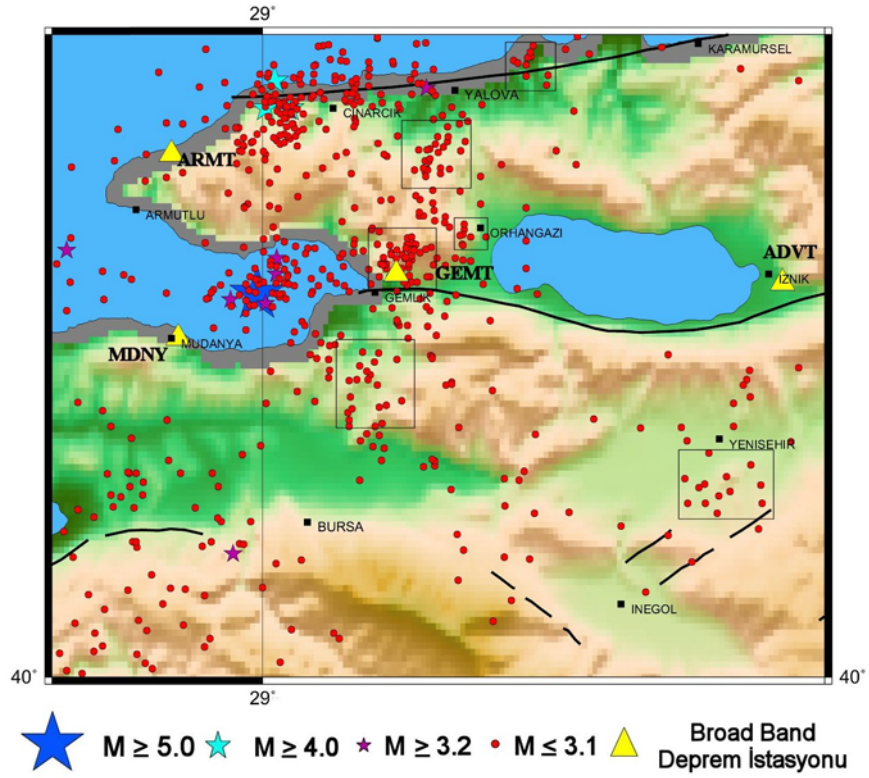 29°
KARAMURSEL
YALOVA
CINARCIK
ARMT
ARMUTLU
ORHANGAZI
ADVT
GEMT
IZNIK
GEMLIK
MDNY
MUDANYA
YENISEHIR
BURSA
INEGOL
40°
40°
29°
M ≥ 5.0
M ≥ 4.0
M ≥ 3.2
M ≤ 3.1
Broad Band
Deprem İstasyonu